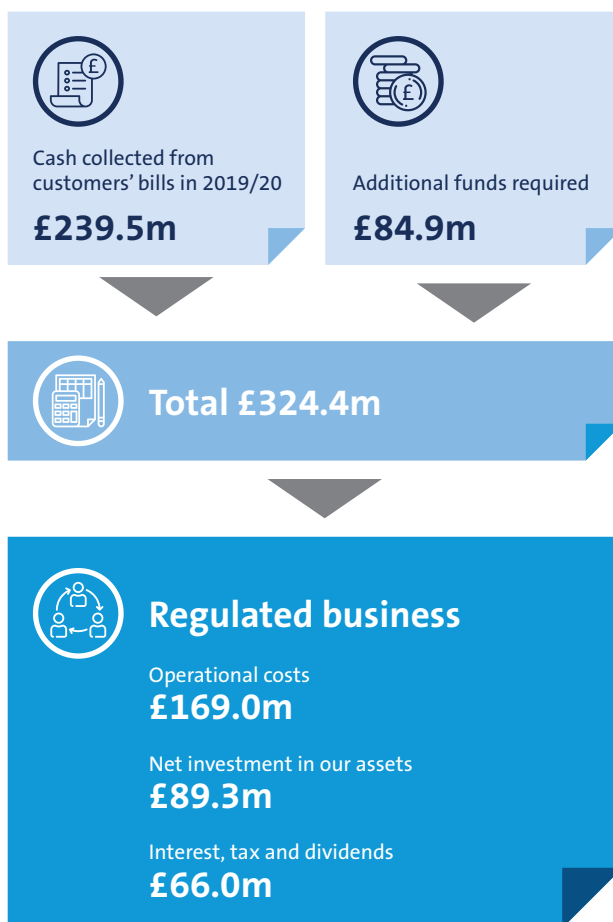 £
Cash collected from
customers’ bills in 2019/20
£239.5m
£
Additional funds required
£84.9m
Total £324.4m
Regulated business
Operational costs
£169.0m
Net investment in our assets
£89.3m
Interest, tax and dividends
£66.0m